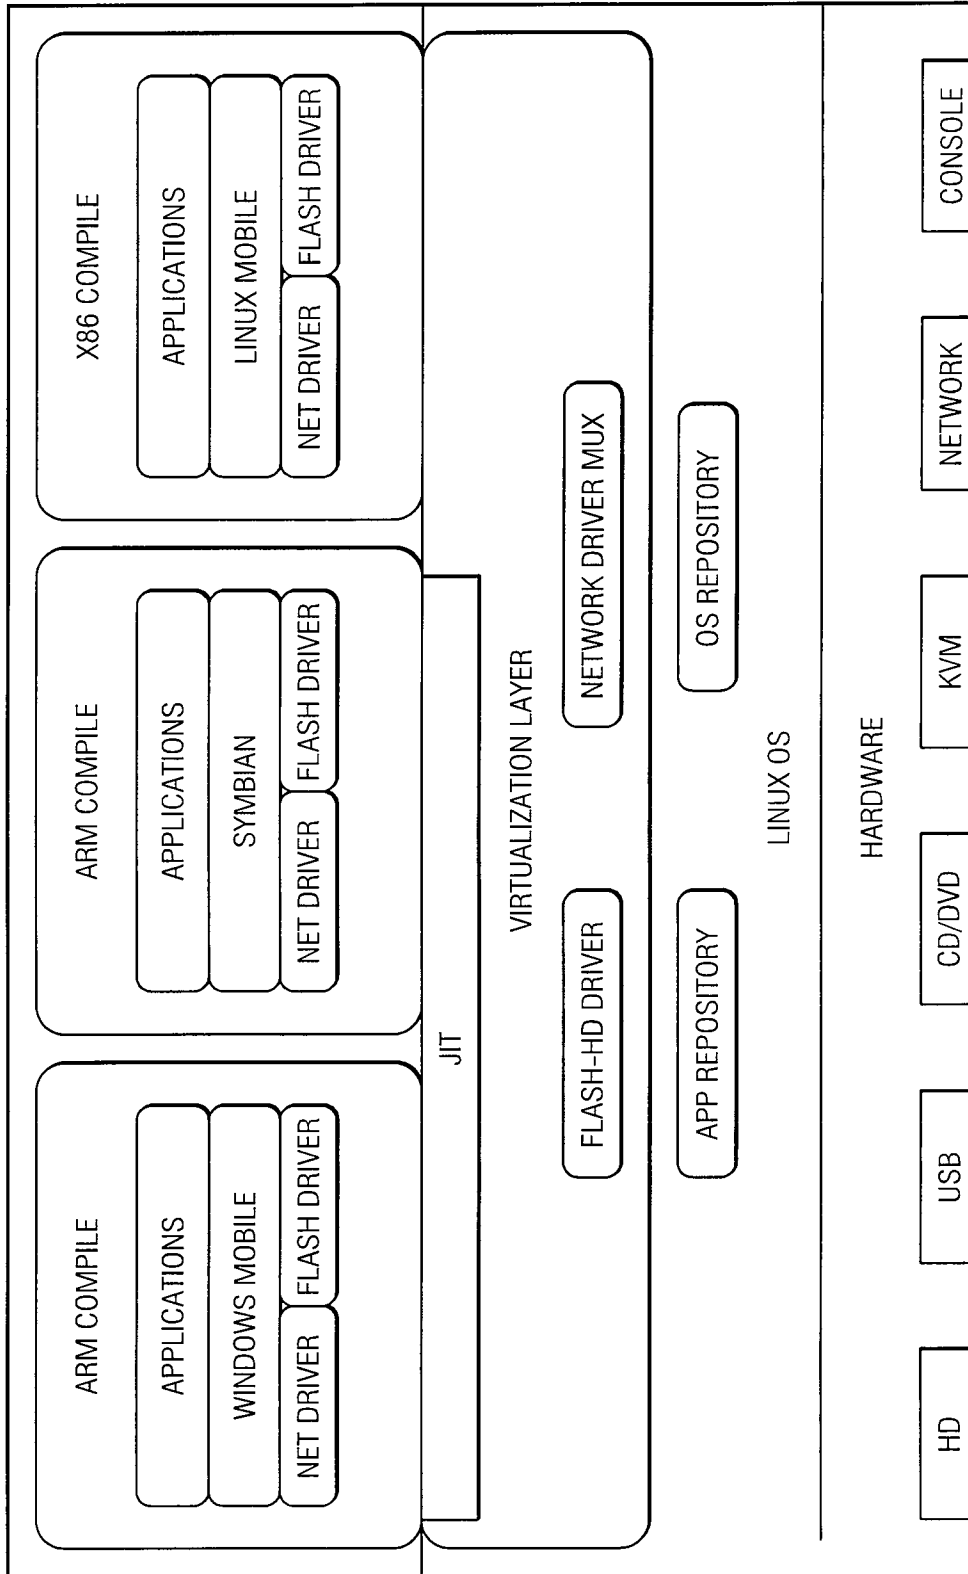 ARM COMPILE
APPLICATIONS
WINDOWS MOBILE
NET DRIVER
FLASH DRIVER
ARM COMPILE
APPLICATIONS
SYMBIAN
NET DRIVER
FLASH DRIVER
X86 COMPILE
APPLICATIONS
LINUX MOBILE
NET DRIVER
FLASH DRIVER
JIT
VIRTUALIZATION LAYER
FLASH-HD DRIVER
NETWORK DRIVER MUX
APP REPOSITORY
OS REPOSITORY
LINUX OS
HARDWARE
HD
USB
CD/DVD
KVM
NETWORK
CONSOLE